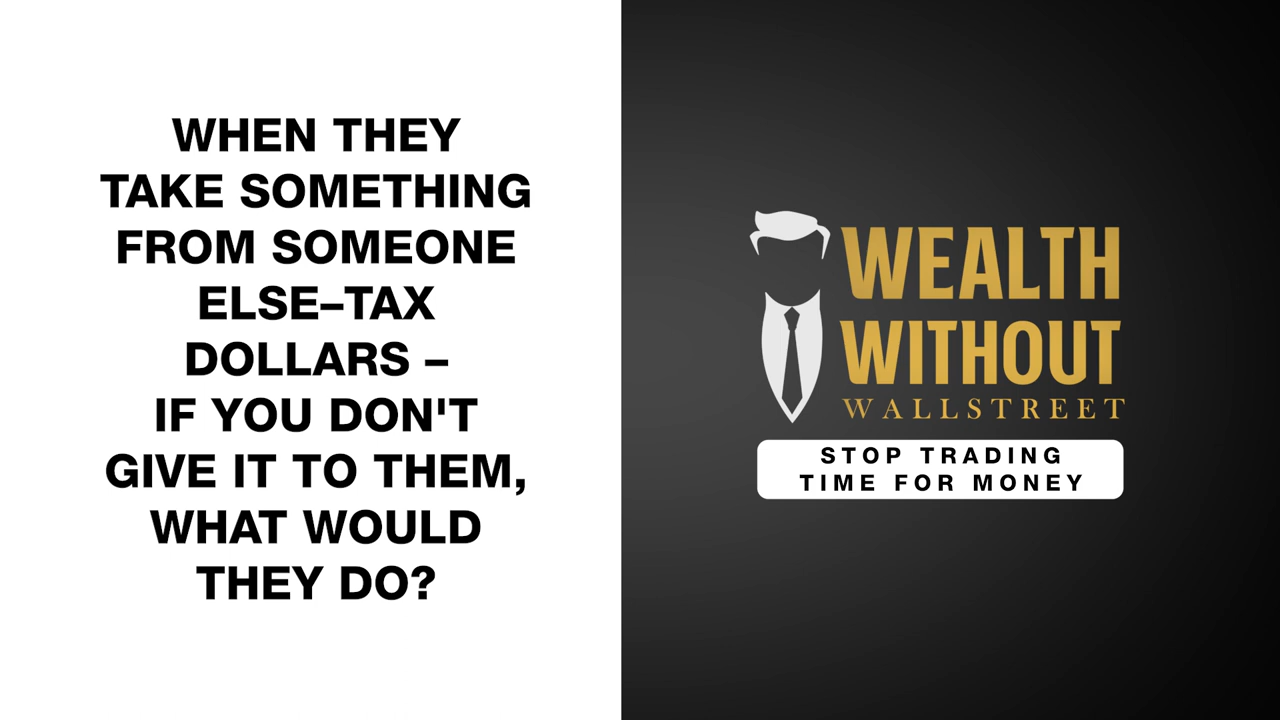 WHEN THEY
TAKE SOMETHING
FROM SOMEONE
ELSE–TAX
DOLLARS –
IF YOU DON'T
GIVE IT TO THEM,
WHAT WOULD
THEY DO?
WEALTH
WITHOUT
WALLSTREET
STOP TRADING
TIME FOR MONEY